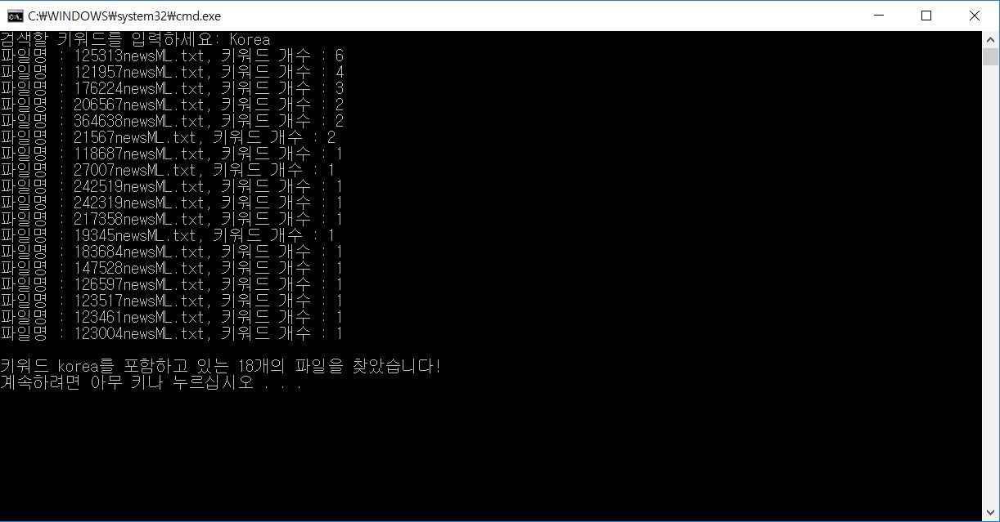 C:₩WINDOWS₩system32₩cmd.exe
검색할 키워드를 입력하세요: Korea
파일명 : 125313newsML.txt, 키워드 개수 : 6
파일명 : 121957newsML.txt, 키워드 개수 : 4
파일명 : 176224newsML.txt, 키워드 개수 : 3
파일명 : 206567newsML.txt, 키워드 개수 : 2
파일명 : 364638newsML.txt, 키워드 개수 : 2
파일명 : 21567newsML.txt, 키워드 개수 : 2
파일명 : 118687newsML.txt, 키워드 개수 : 1
파일명 : 27007newsML.txt, 키워드 개수 : 1
파일명 : 242519newsML.txt, 키워드 개수 : 1
파일명 : 242319newsML.txt, 키워드 개수 : 1
파일명 : 217358newsML.txt, 키워드 개수 : 1
파일명 : 19345newsML.txt, 키워드 개수 : 1
파일명 : 183684newsML.txt, 키워드 개수 : 1
파일명 : 147528newsML.txt, 키워드 개수 : 1
파일명 : 126597newsML.txt, 키워드 개수 : 1
파일명 : 123517newsML.txt, 키워드 개수 : 1
파일명 : 123461newsML.txt, 키워드 개수 : 1
파일명 : 123004newsML.txt, 키워드 개수 : 1
키워드 korea를 포함하고 있는 18개의 파일을 찾았습니다!
계속하려면 아무 키나 누르십시오 . . .